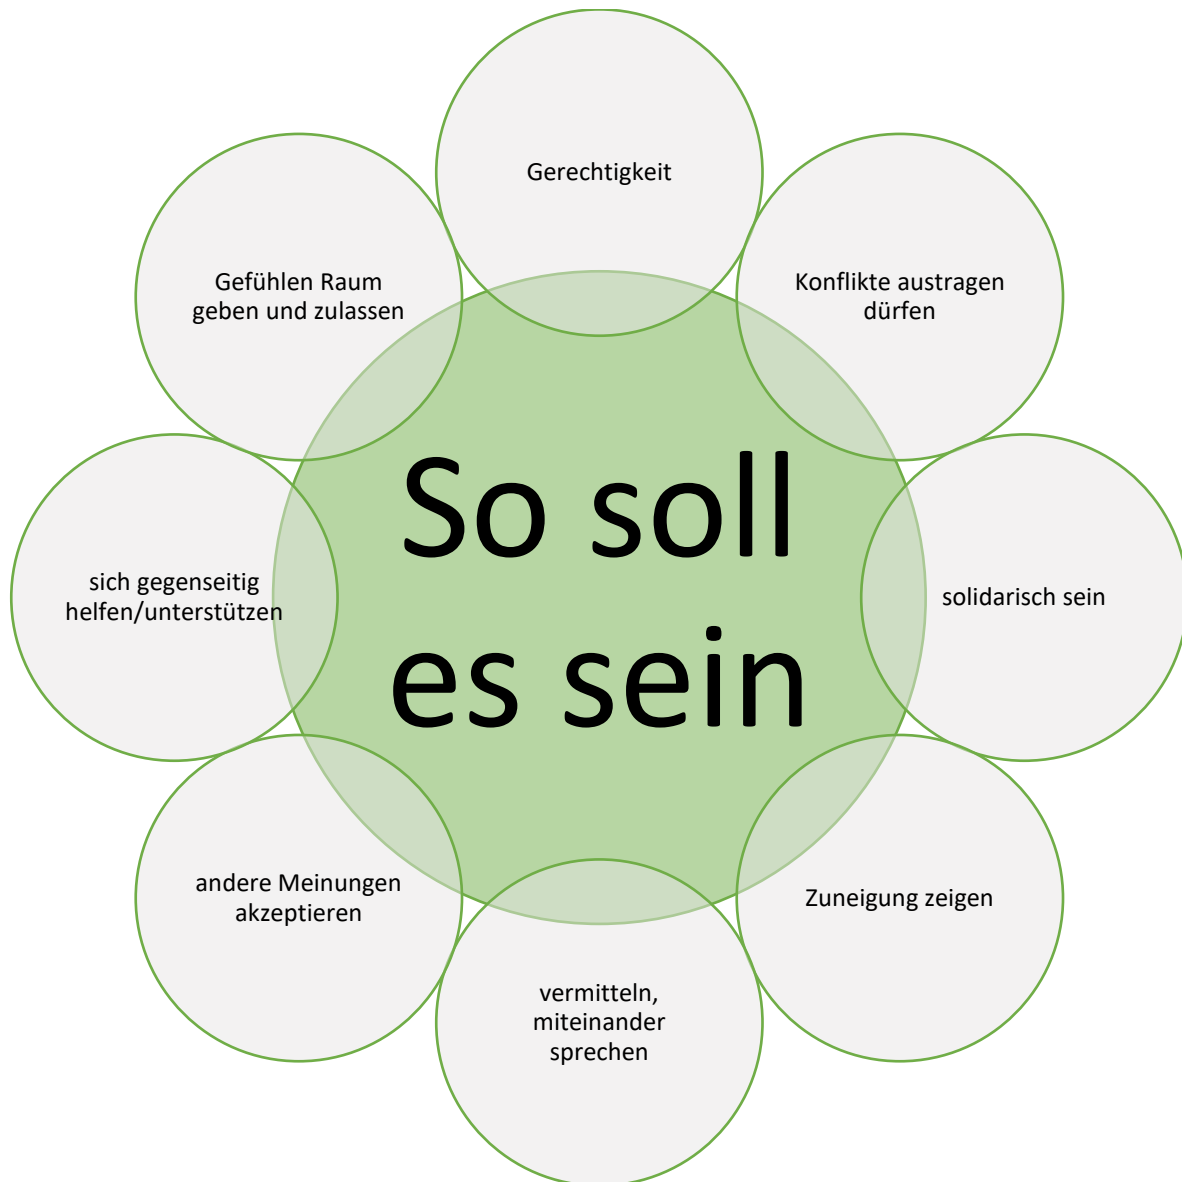 Gerechtigkeit
Gefühlen Raum
geben und zulassen
Konflikte austragen
dürfen
So soll
es sein
sich gegenseitig
helfen/unterstützen
solidarisch sein
andere Meinungen
akzeptieren
Zuneigung zeigen
vermitteln,
miteinander
sprechen